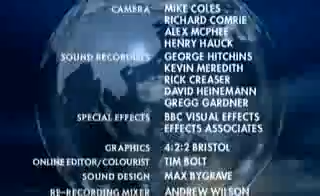 CAMERA MIKE COLES
RICHARD COMRIE
ALEX MCPHEE
HENRY HAUCK
SOUND RECORDISTS GEORGE HITCHINS
KEVIN MEREDITH
RICK CREASER
DAVID HEINEMANN
GREGG GARDNER
SPECIAL EFFECTS BBC VISUAL EFFECTS
EFFECTS ASSOCIATES
GRAPHICS 4:2:2 BRISTOL
ONLINE EDITOR/COLOURIST TIM BOLT
SOUND DESIGN MAX BYGRAVE
RE-RECORDING MIXER ANDREW WILSON